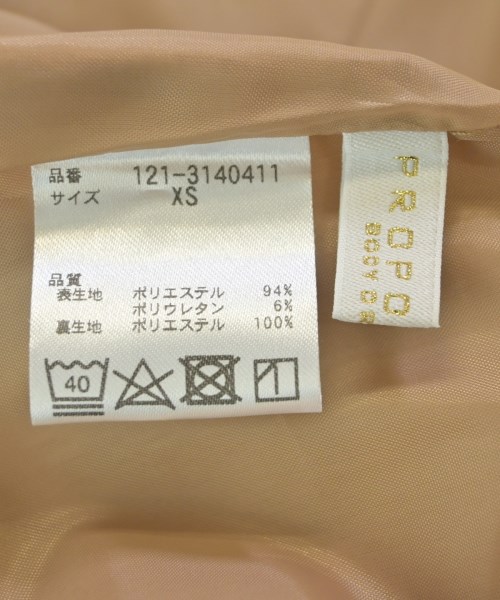 品番 121-3140411
サイズ XS
品質
表生地 ポリエステル 94%
ポリウレタン 6%
裏生地 ポリエステル 100%
40
PROPO
BODY DR